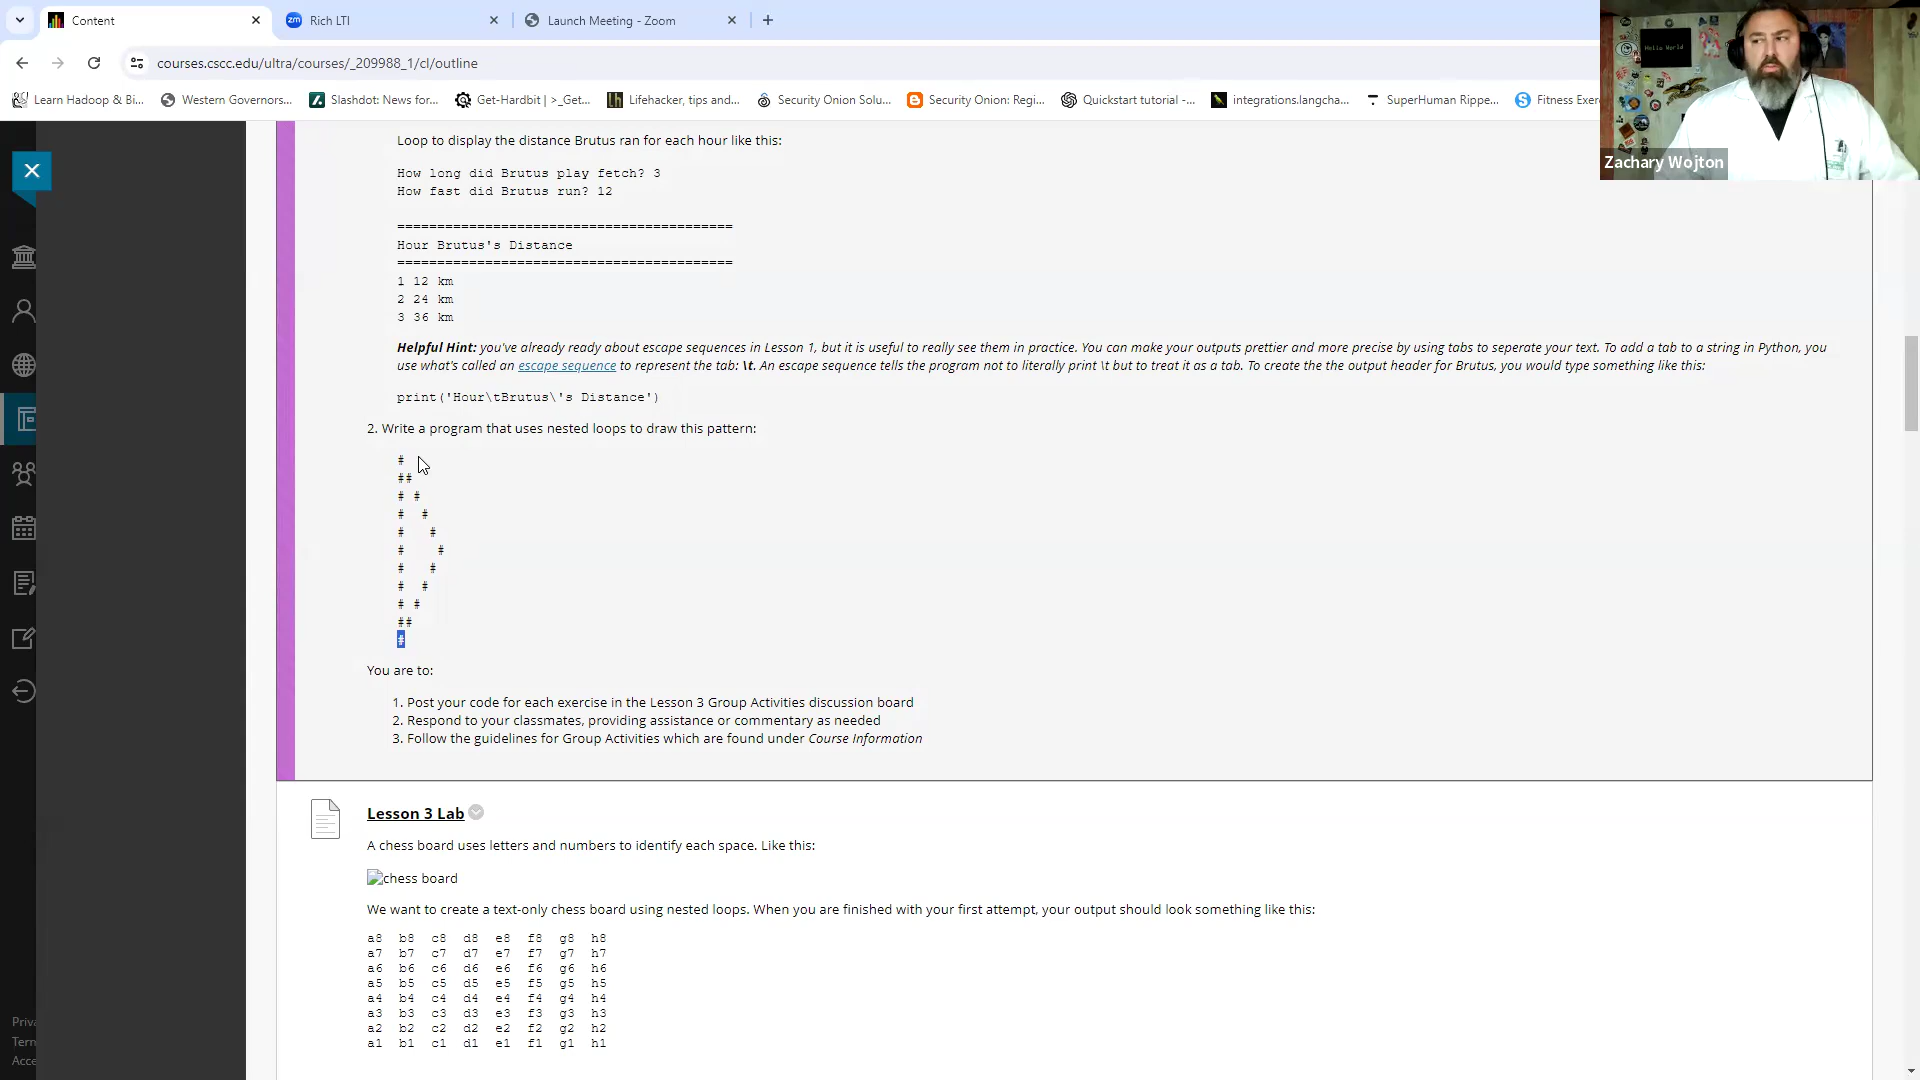 Content
Rich LTI
Launch Meeting - Zoom
courses.cscc.edu/ultra/courses/_209988_1/cl/outline
Learn Hadoop & Bi...
Western Governors...
Slashdot: News for...
Get-Hardbit | >_Get...
Lifehacker, tips and...
Security Onion Solu...
Security Onion: Regi...
Quickstart tutorial -...
integrations.langcha...
SuperHuman Rippe...
Fitness Exer
Hello World
Zachary Wojton
Loop to display the distance Brutus ran for each hour like this:
How long did Brutus play fetch? 3
How fast did Brutus run? 12
==========================================
Hour Brutus's Distance
==========================================
1 12 km
2 24 km
3 36 km
Helpful Hint: you've already ready about escape sequences in Lesson 1, but it is useful to really see them in practice. You can make your outputs prettier and more precise by using tabs to seperate your text. To add a tab to a string in Python, you
use what's called an escape sequence to represent the tab: \t. An escape sequence tells the program not to literally print \t but to treat it as a tab. To create the the output header for Brutus, you would type something like this:
print('Hour\tBrutus\'s Distance')
2. Write a program that uses nested loops to draw this pattern:
#
##
# #
#  #
#   #
#    #
#   #
#  #
# #
##
#
You are to:
1. Post your code for each exercise in the Lesson 3 Group Activities discussion board
2. Respond to your classmates, providing assistance or commentary as needed
3. Follow the guidelines for Group Activities which are found under Course Information
Lesson 3 Lab
A chess board uses letters and numbers to identify each space. Like this:
chess board
We want to create a text-only chess board using nested loops. When you are finished with your first attempt, your output should look something like this:
a8 b8 c8 d8 e8 f8 g8 h8
a7 b7 c7 d7 e7 f7 g7 h7
a6 b6 c6 d6 e6 f6 g6 h6
a5 b5 c5 d5 e5 f5 g5 h5
a4 b4 c4 d4 e4 f4 g4 h4
a3 b3 c3 d3 e3 f3 g3 h3
a2 b2 c2 d2 e2 f2 g2 h2
a1 b1 c1 d1 e1 f1 g1 h1
Priva
Term
Acce